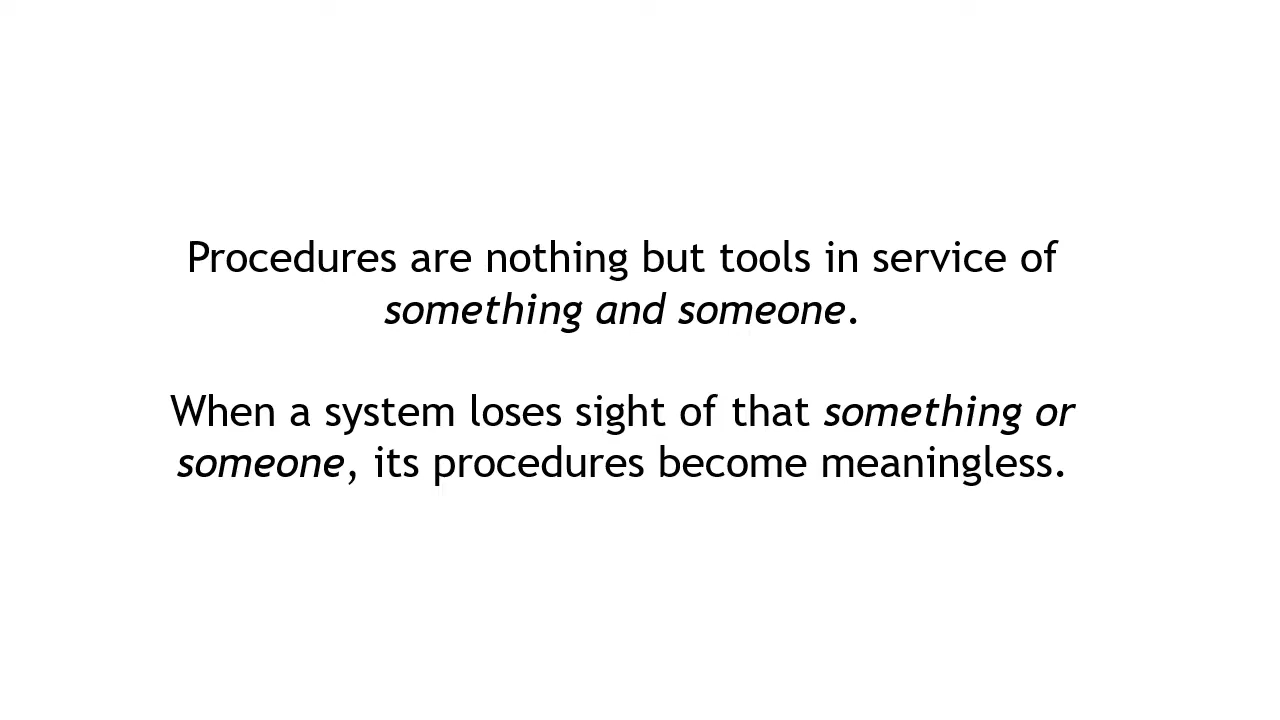 Procedures are nothing but tools in service of
something and someone.
When a system loses sight of that something or
someone, its procedures become meaningless.